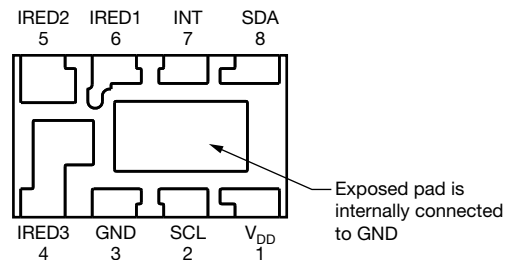 IRED2 IRED1 INT SDA
5 6 7 8
Exposed pad is
internally connected
to GND
IRED3 GND SCL VDD
4 3 2 1